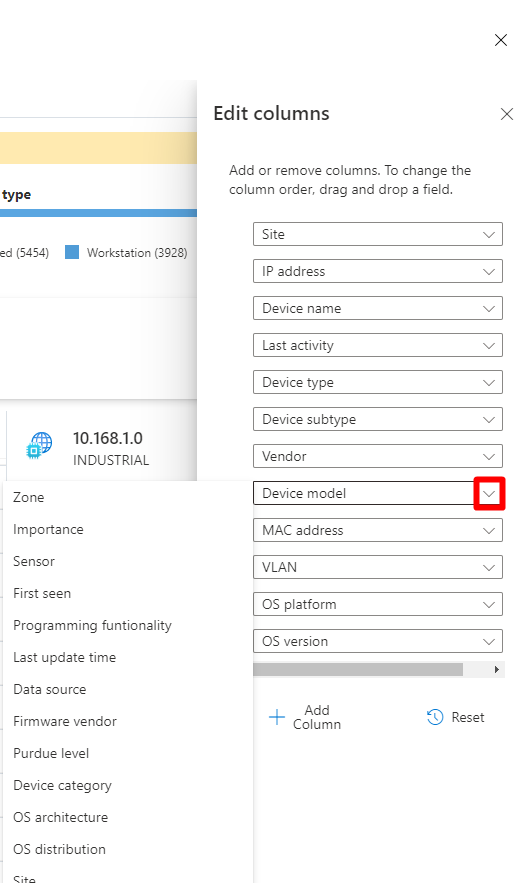 Edit columns
Add or remove columns. To change the
column order, drag and drop a field.
type
ed (5454)
Workstation (3928)
10.168.1.0
INDUSTRIAL
Site
IP address
Device name
Last activity
Device type
Device subtype
Vendor
Device model
MAC address
VLAN
OS platform
OS version
Add
Column
Reset
Zone
Importance
Sensor
First seen
Programming funtionality
Last update time
Data source
Firmware vendor
Purdue level
Device category
OS architecture
OS distribution
Site